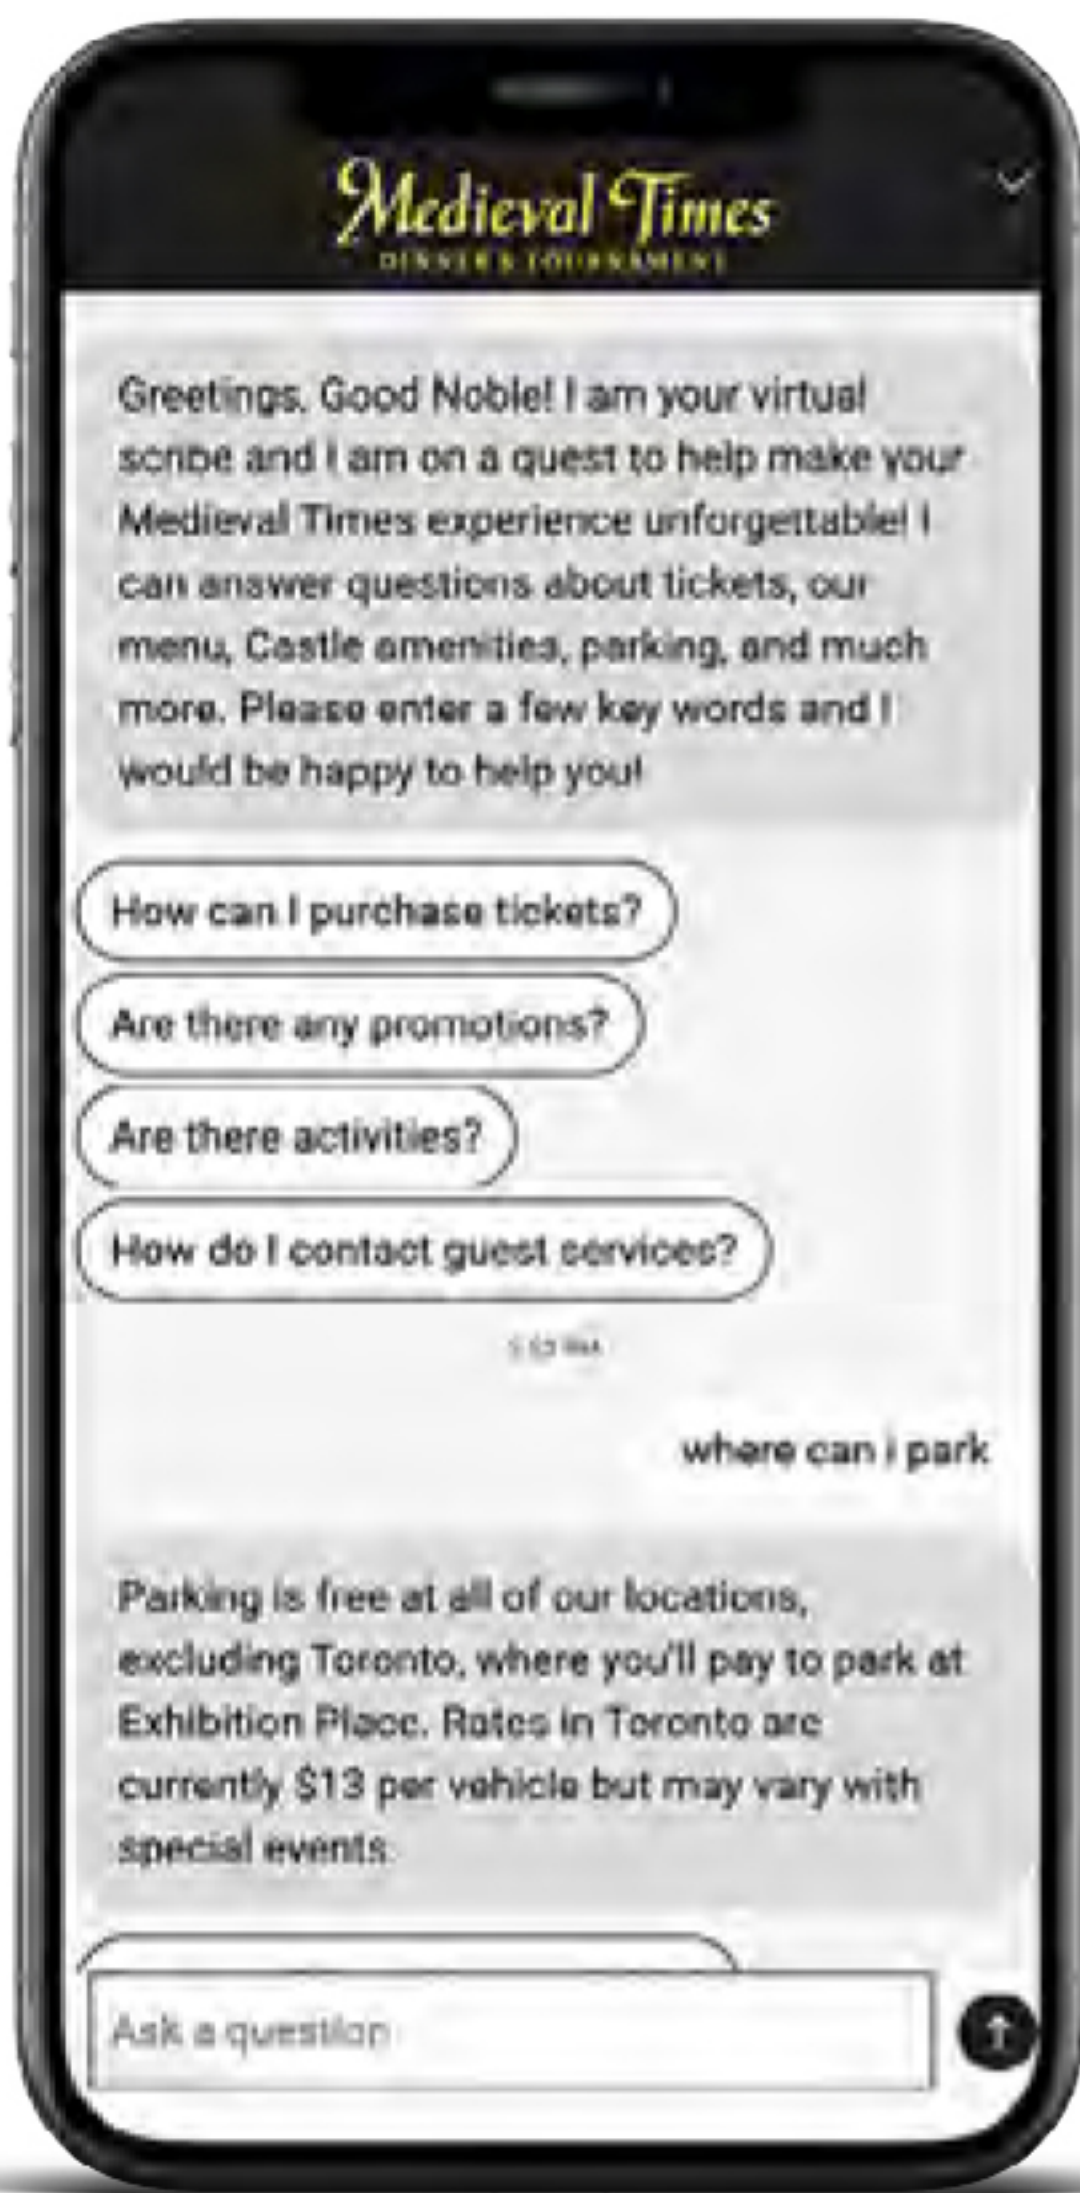 Medieval Times
DINNER & TOURNAMENT
Greetings, Good Noble! I am your virtual
scribe and I am on a quest to help make your
Medieval Times experience unforgettable! I
can answer questions about tickets, our
menu, Castle amenities, parking, and much
more. Please enter a few key words and I
would be happy to help you!
How can I purchase tickets?
Are there any promotions?
Are there activities?
How do I contact guest services?
where can i park
Parking is free at all of our locations,
excluding Toronto, where you'll pay to park at
Exhibition Place. Rates in Toronto are
currently $13 per vehicle but may vary with
special events.
Ask a question